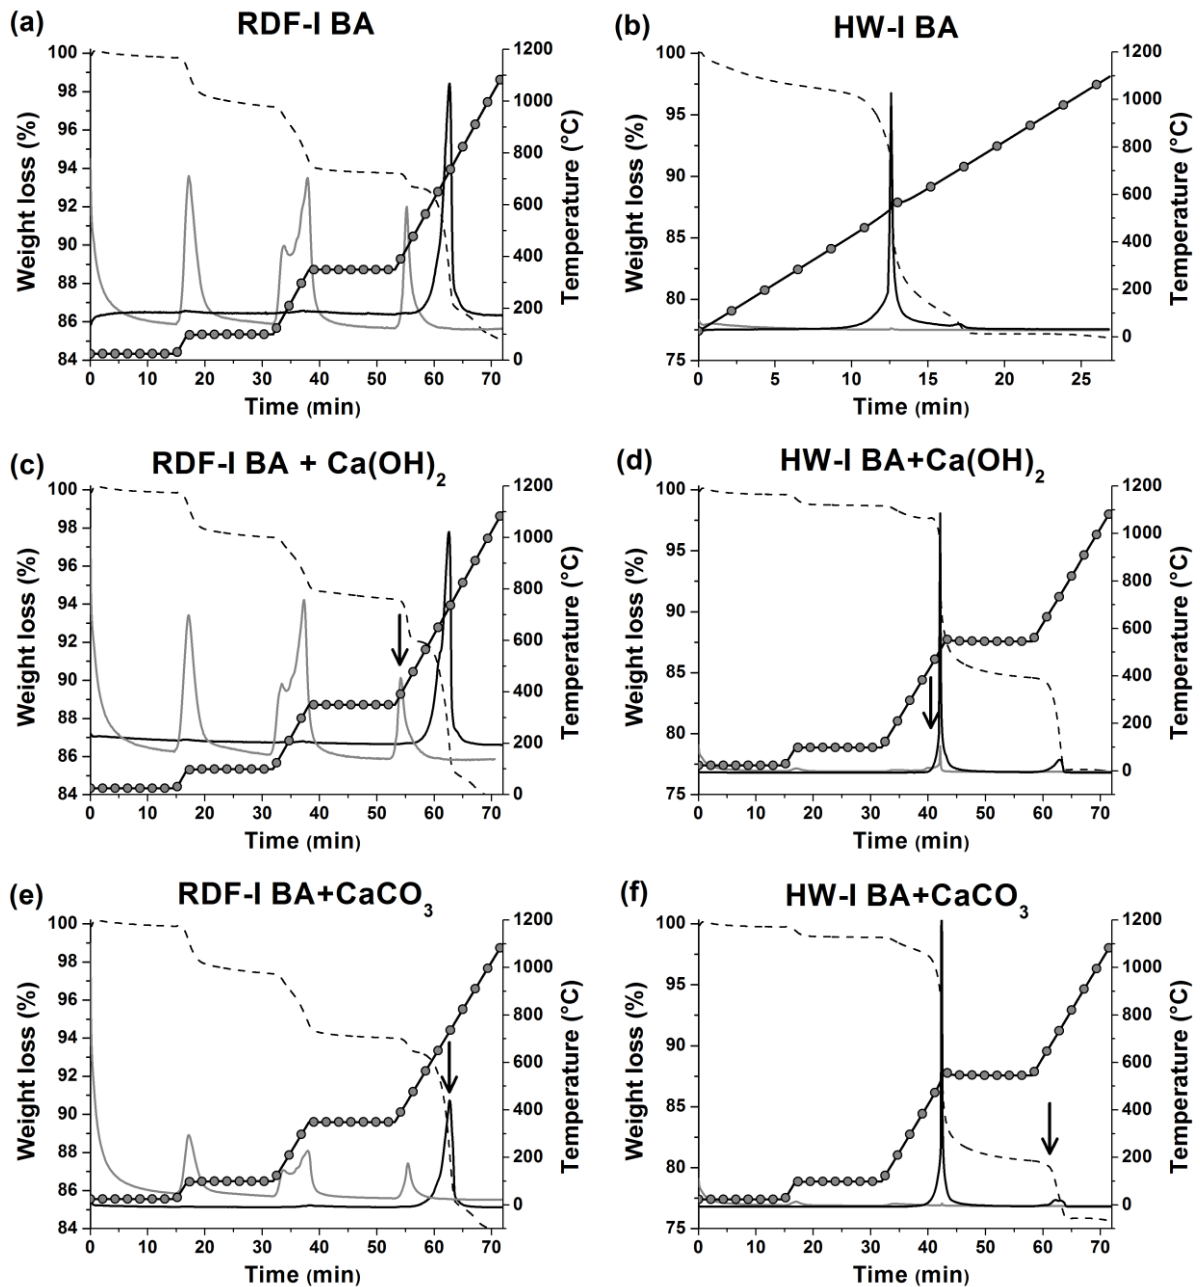 (a) RDF-I BA
Weight loss (%)
100
98
96
94
92
90
88
86
84
1200
1000
800
600
400
200
0
Temperature (°C)
0 10 20 30 40 50 60 70
Time (min)
(b) HW-I BA
Weight loss (%)
100
95
90
85
80
75
1200
1000
800
600
400
200
0
Temperature (°C)
0 5 10 15 20 25
Time (min)
(c) RDF-I BA + Ca(OH)₂
Weight loss (%)
100
98
96
94
92
90
88
86
84
1200
1000
800
600
400
200
0
Temperature (°C)
0 10 20 30 40 50 60 70
Time (min)
(d) HW-I BA+Ca(OH)₂
Weight loss (%)
100
95
90
85
80
75
1200
1000
800
600
400
200
0
Temperature (°C)
0 10 20 30 40 50 60 70
Time (min)
(e) RDF-I BA+CaCO₃
Weight loss (%)
100
98
96
94
92
90
88
86
84
1200
1000
800
600
400
200
0
Temperature (°C)
0 10 20 30 40 50 60 70
Time (min)
(f) HW-I BA+CaCO₃
Weight loss (%)
100
95
90
85
80
75
1200
1000
800
600
400
200
0
Temperature (°C)
0 10 20 30 40 50 60 70
Time (min)